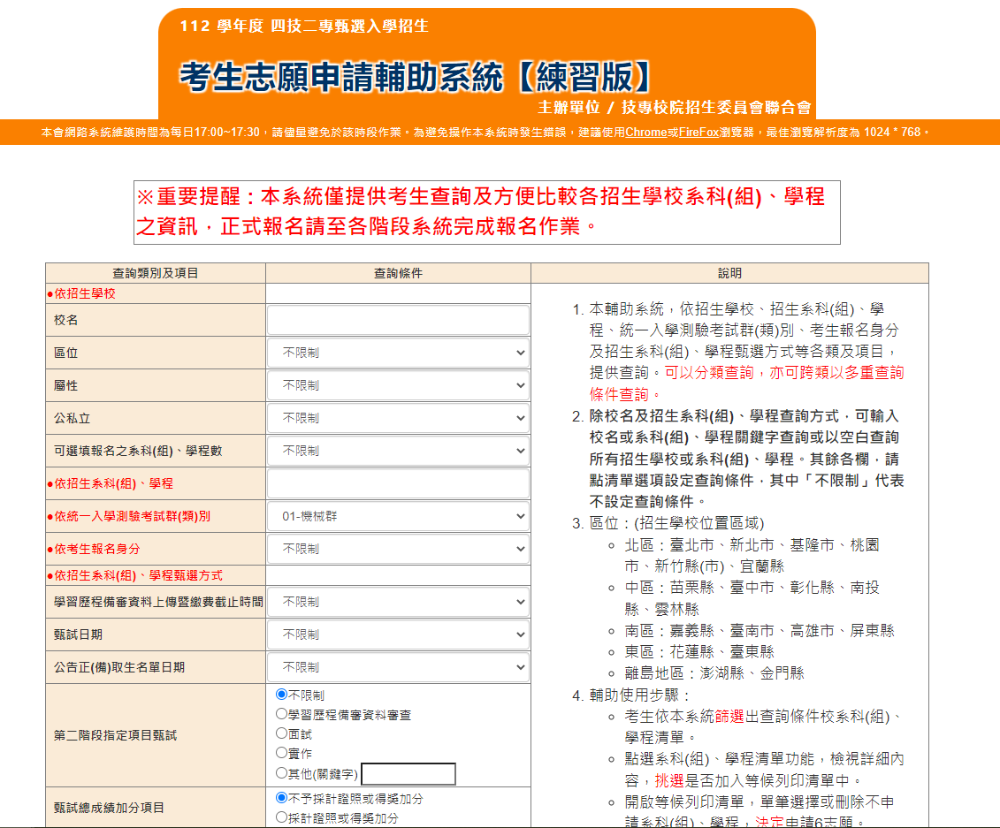 112 學年度 四技二專甄選入學招生
考生志願申請輔助系統【練習版】
主辦單位 / 技專校院招生委員會聯合會
本會網路系統維護時間為每日17:00~17:30，請儘量避免於該時段作業。為避免操作本系統時發生錯誤，建議使用Chrome或FireFox瀏覽器，最佳瀏覽解析度為 1024 * 768。
※重要提醒：本系統僅提供考生查詢及方便比較各招生學校系科(組)、學程
之資訊，正式報名請至各階段系統完成報名作業。
查詢類別及項目 查詢條件 說明
●依招生學校
校名
區位 不限制
屬性 不限制
公私立 不限制
可選填報名之系科(組)、學程數 不限制
●依招生系科(組)、學程
●依統一入學測驗考試群(類)別 01-機械群
●依考生報名身分 不限制
●依招生系科(組)、學程甄選方式
學習歷程備審資料上傳暨繳費截止時間 不限制
甄試日期 不限制
公告正(備)取生名單日期 不限制
第二階段指定項目甄試
不限制
學習歷程備審資料審查
面試
實作
其他(關鍵字)
甄試總成績加分項目
不予採計證照或得獎加分
採計證照或得獎加分
1. 本輔助系統，依招生學校、招生系科(組)、學
程、統一入學測驗考試群(類)別、考生報名身分
及招生系科(組)、學程甄選方式等各類及項目，
提供查詢。可以分類查詢，亦可跨類以多重查詢
條件查詢。
2. 除校名及招生系科(組)、學程查詢方式，可輸入
校名或系科(組)、學程關鍵字查詢或以空白查詢
所有招生學校或系科(組)、學程。其餘各欄，請
點清單選項設定查詢條件，其中「不限制」代表
不設定查詢條件。
3. 區位：(招生學校位置區域)
北區：臺北市、新北市、基隆市、桃園
市、新竹縣(市)、宜蘭縣
中區：苗栗縣、臺中市、彰化縣、南投
縣、雲林縣
南區：嘉義縣、臺南市、高雄市、屏東縣
東區：花蓮縣、臺東縣
離島地區：澎湖縣、金門縣
4. 輔助使用步驟：
考生依本系統篩選出查詢條件校系科(組)、
學程清單。
點選系科(組)、學程清單功能，檢視詳細內
容，挑選是否加入等候列印清單中。
開啟等候列印清單，單筆選擇或刪除不申
請系科(組)、學程，決定申請6志願。